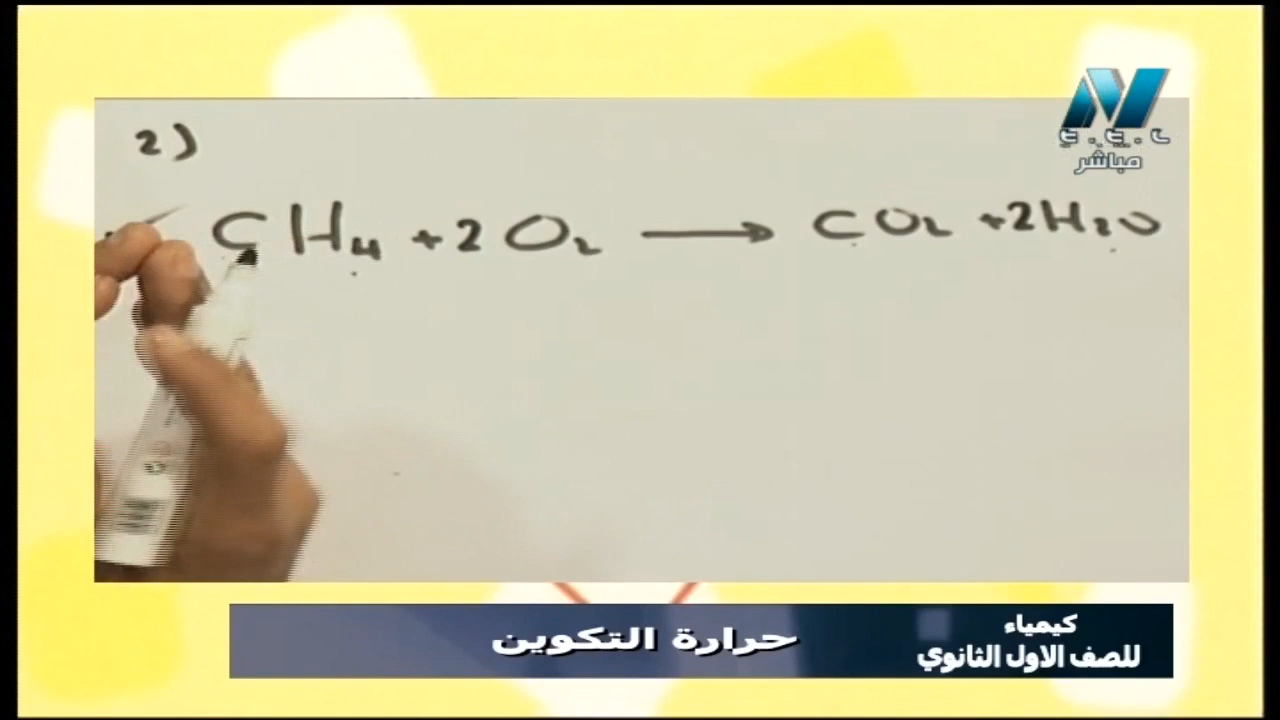 2)
CH₄ + 2O₂ → CO₂ + 2H₂O
مباشر
كيمياء
للصف الاول الثانوي
حرارة التكوين